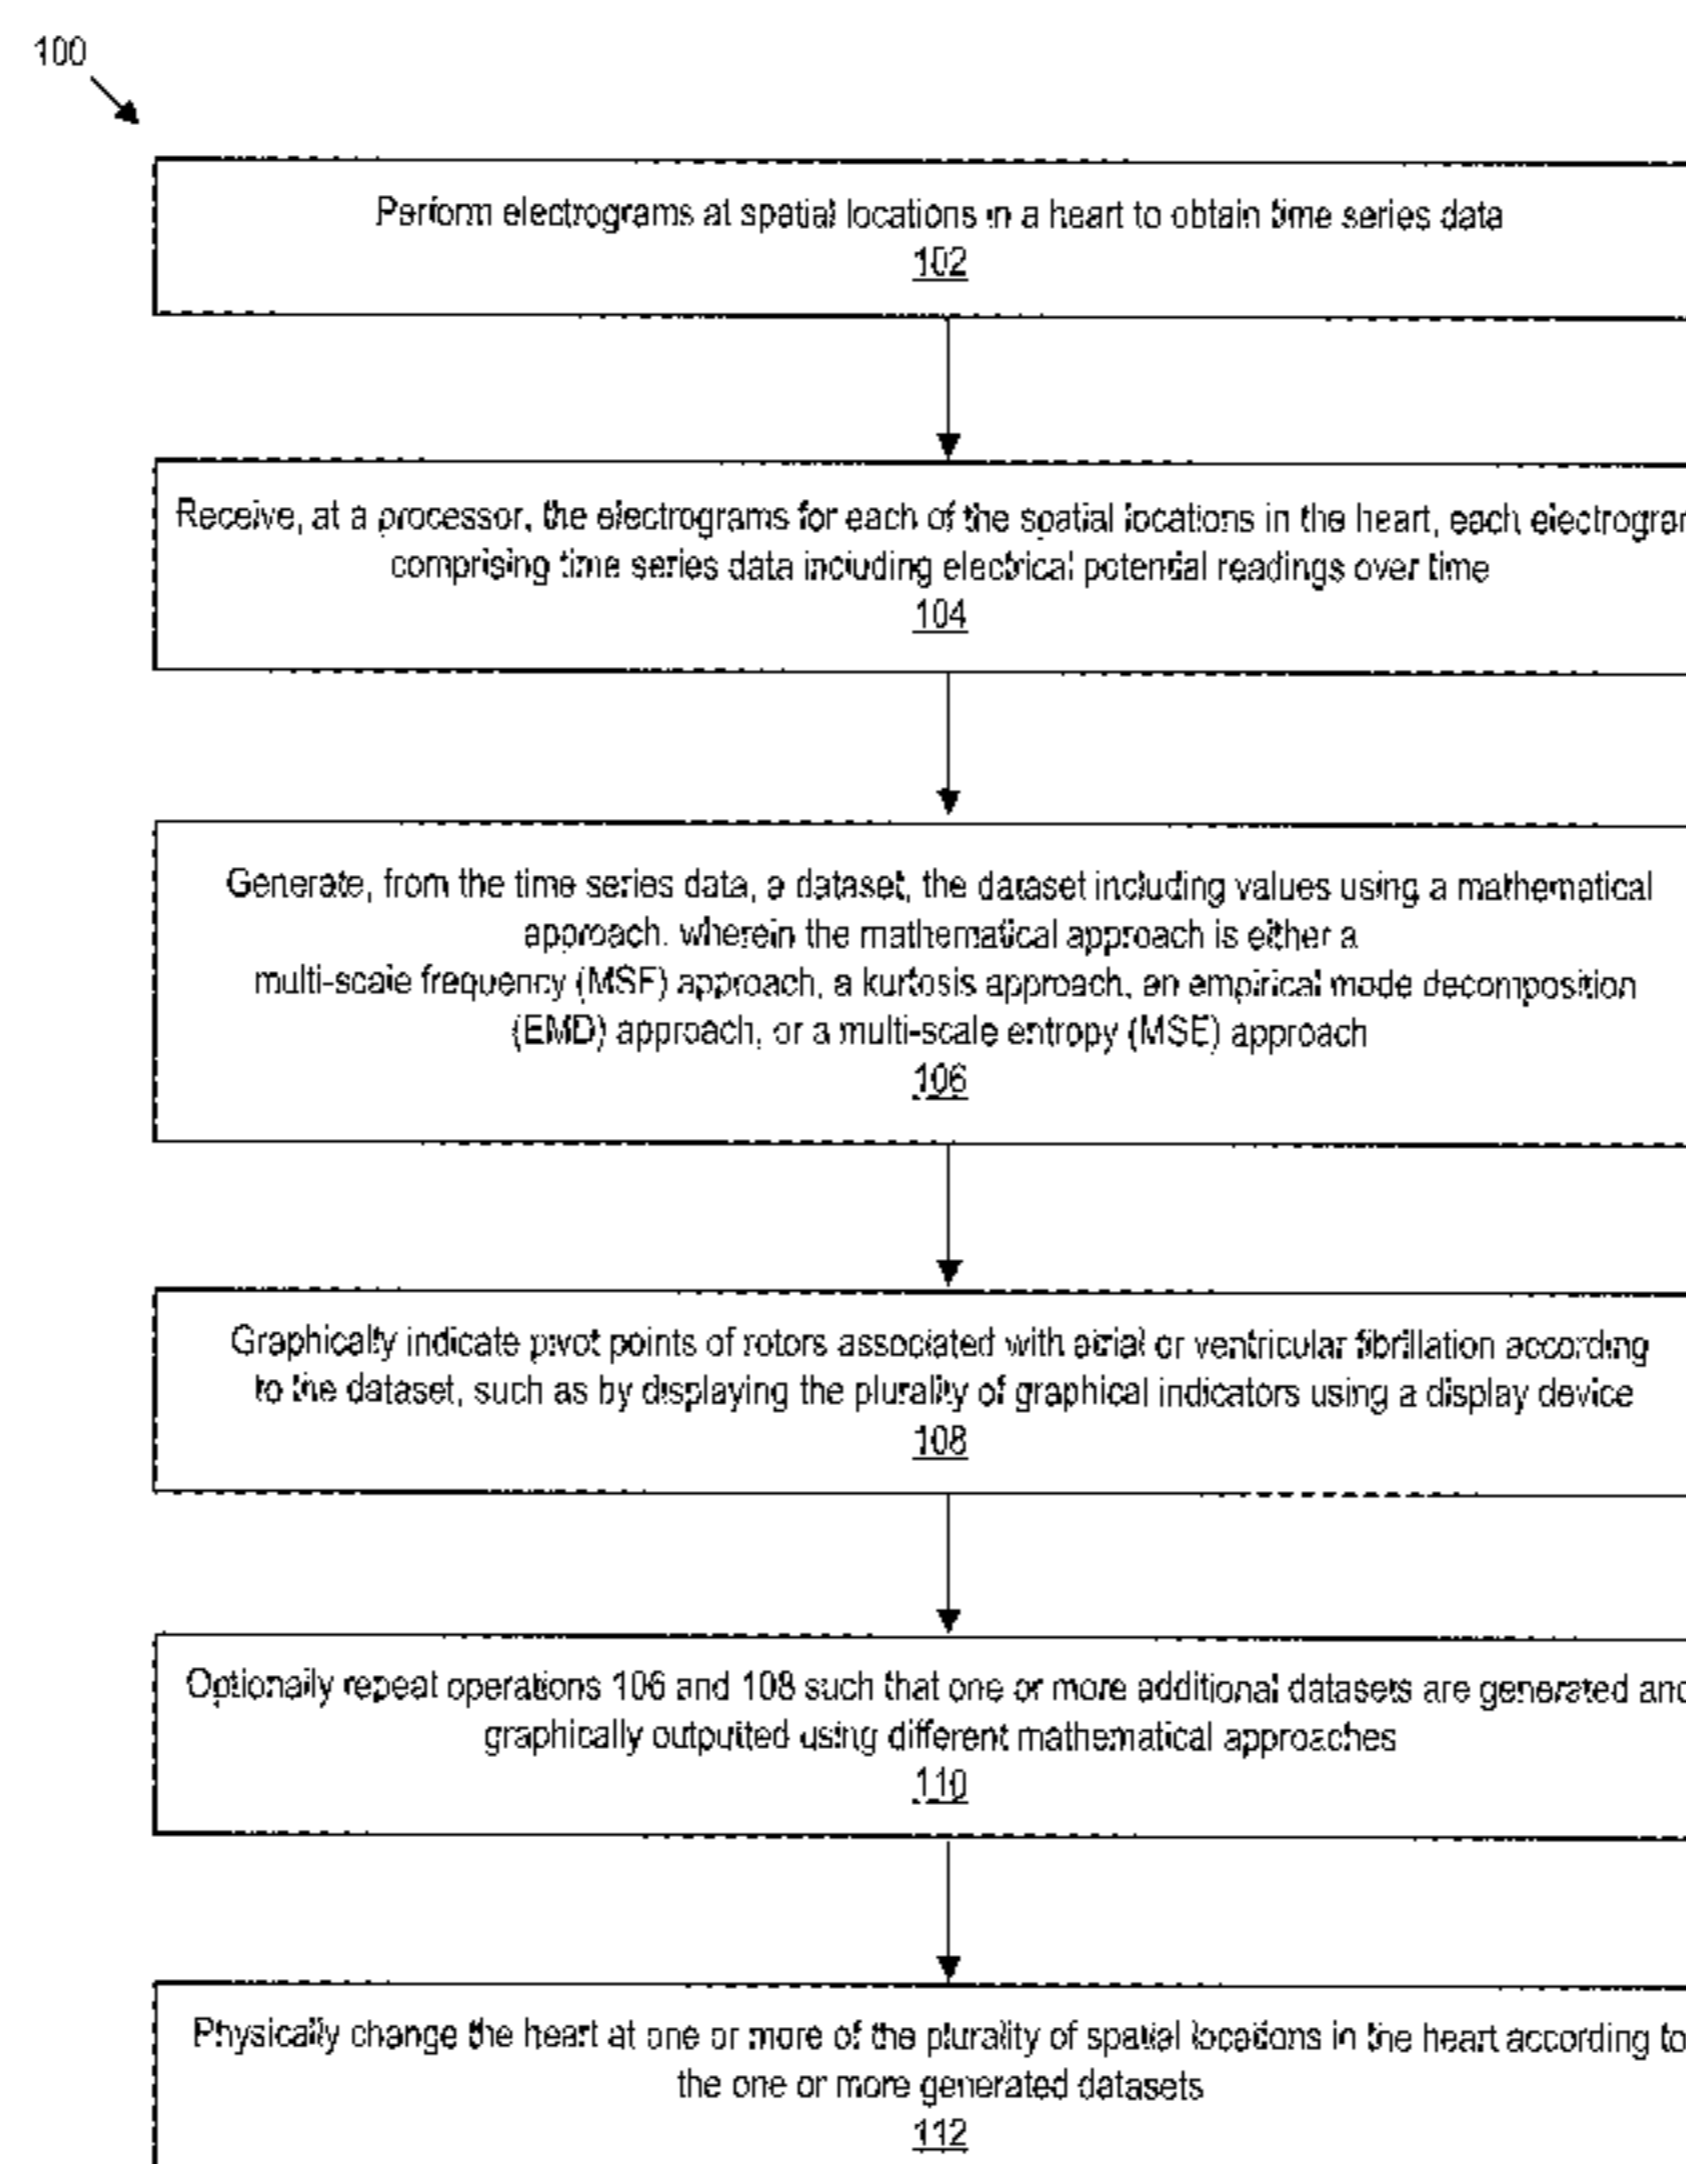 100
Perform electrograms at spatial locations in a heart to obtain time series data
102
Receive, at a processor, the electrograms for each of the spatial locations in the heart, each electrogram
comprising time series data including electrical potential readings over time
104
Generate, from the time series data, a dataset, the dataset including values using a mathematical
approach, wherein the mathematical approach is either a
multi-scale frequency (MSF) approach, a kurtosis approach, an empirical mode decomposition
(EMD) approach, or a multi-scale entropy (MSE) approach
106
Graphically indicate pivot points of rotors associated with atrial or ventricular fibrillation according
to the dataset, such as by displaying the plurality of graphical indicators using a display device
108
Optionally repeat operations 106 and 108 such that one or more additional datasets are generated and
graphically outputted using different mathematical approaches
110
Physically change the heart at one or more of the plurality of spatial locations in the heart according to
the one or more generated datasets
112